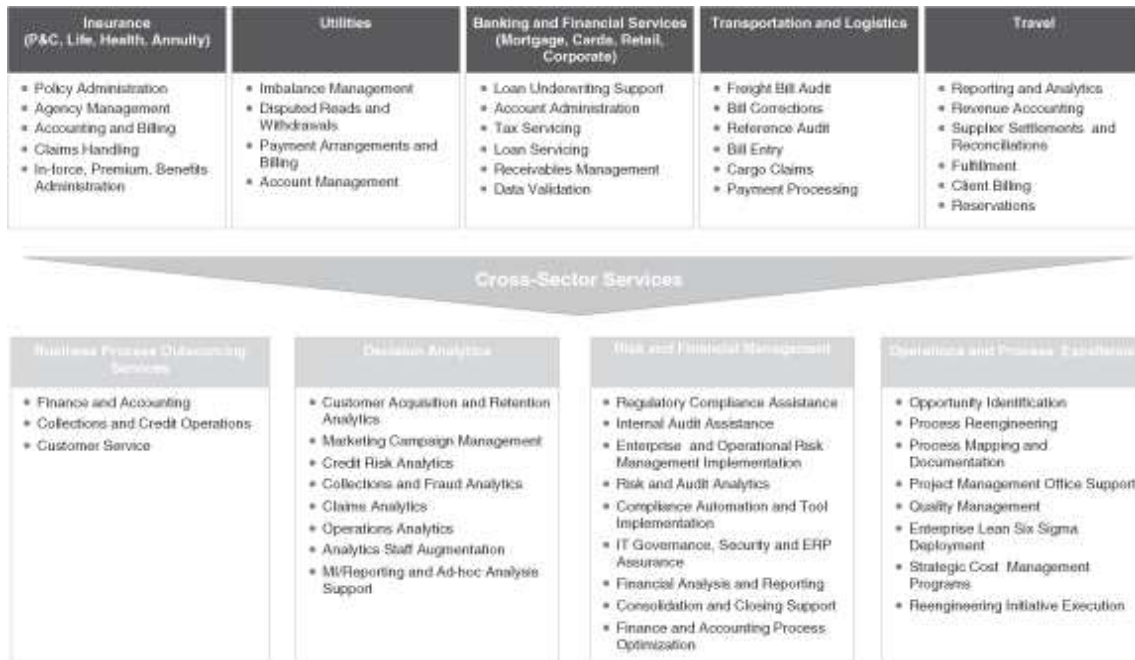 Insurance
(P&C, Life, Health, Annuity)
• Policy Administration
• Agency Management
• Accounting and Billing
• Claims Handling
• In-force, Premium, Benefits
Administration
Utilities
• Imbalance Management
• Disputed Reads and
Withdrawals
• Payment Arrangements and
Billing
• Account Management
Banking and Financial Services
(Mortgage, Cards, Retail,
Corporate)
• Loan Underwriting Support
• Account Administration
• Tax Servicing
• Loan Servicing
• Receivables Management
• Data Validation
Transportation and Logistics
• Freight Bill Audit
• Bill Corrections
• Reference Audit
• Bill Entry
• Cargo Claims
• Payment Processing
Travel
• Reporting and Analytics
• Revenue Accounting
• Supplier Settlements and
Reconciliations
• Fulfillment
• Client Billing
• Reservations
Cross-Sector Services
Business Process Outsourcing
Services
• Finance and Accounting
• Collections and Credit Operations
• Customer Service
Decision Analytics
• Customer Acquisition and Retention
Analytics
• Marketing Campaign Management
• Credit Risk Analytics
• Collections and Fraud Analytics
• Claims Analytics
• Operations Analytics
• Analytics Staff Augmentation
• MI/Reporting and Ad-hoc Analysis
Support
Risk and Financial Management
• Regulatory Compliance Assistance
• Internal Audit Assistance
• Enterprise and Operational Risk
Management Implementation
• Risk and Audit Analytics
• Compliance Automation and Tool
Implementation
• IT Governance, Security and ERP
Assurance
• Financial Analysis and Reporting
• Consolidation and Closing Support
• Finance and Accounting Process
Optimization
Operations and Process Excellence
• Opportunity Identification
• Process Reengineering
• Process Mapping and
Documentation
• Project Management Office Support
• Quality Management
• Enterprise Lean Six Sigma
Deployment
• Strategic Cost Management
Programs
• Reengineering Initiative Execution